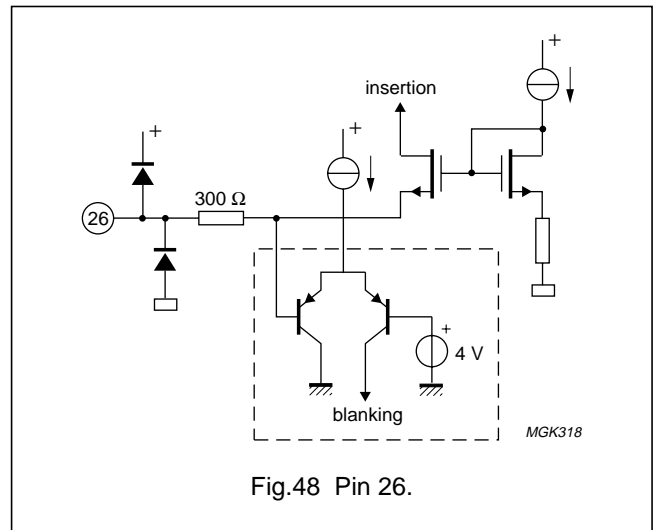 +
insertion
+
+
300 Ω
26
+
4 V
blanking
MGK318
Fig.48 Pin 26.